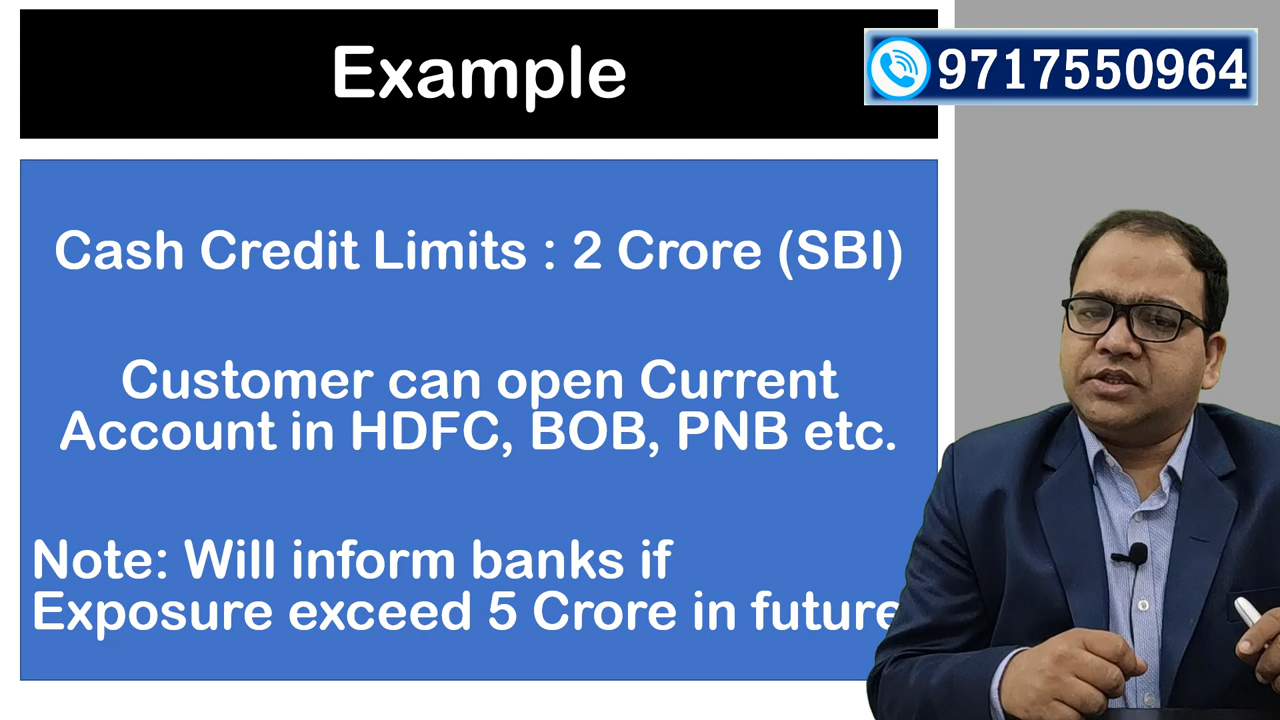 Example
9717550964
Cash Credit Limits : 2 Crore (SBI)
Customer can open Current
Account in HDFC, BOB, PNB etc.
Note: Will inform banks if
Exposure exceed 5 Crore in future